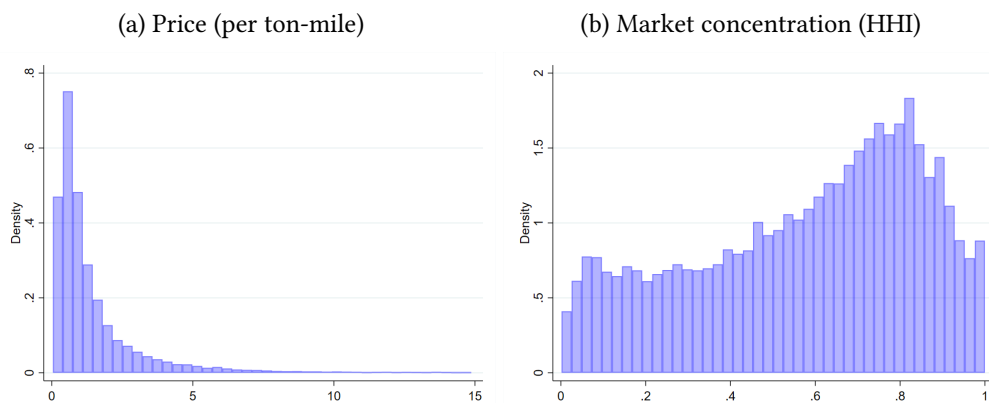 (a) Price (per ton-mile)
.8
.6
.4
.2
0
Density
0 5 10 15
(b) Market concentration (HHI)
2
1.5
1
.5
0
Density
0 .2 .4 .6 .8 1